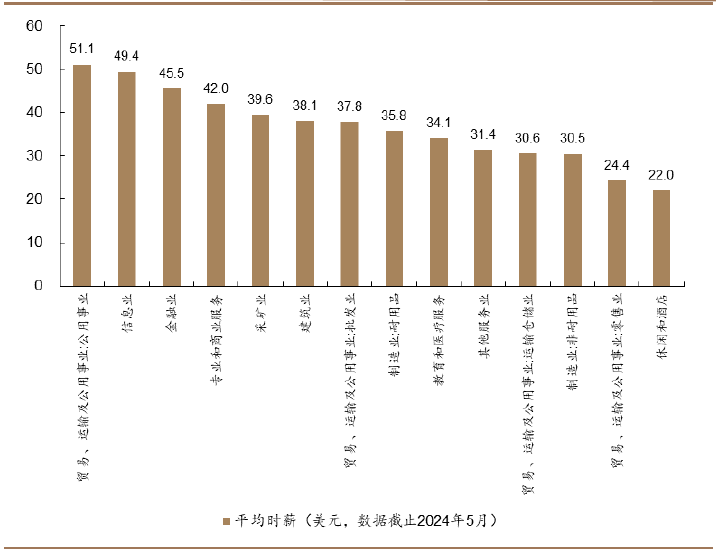 60
50
40
30
20
10
0
51.1
49.4
45.5
42.0
39.6
38.1
37.8
35.8
34.1
31.4
30.6
30.5
24.4
22.0
贸易、运输及公用事业:公用事业
信息业
金融业
专业和商业服务
采矿业
建筑业
贸易、运输及公用事业:批发业
制造业:耐用品
教育和医疗服务
其他服务业
贸易、运输及公用事业:运输仓储业
制造业:非耐用品
贸易、运输及公用事业:零售业
休闲和酒店
平均时薪（美元，数据截止2024年5月）